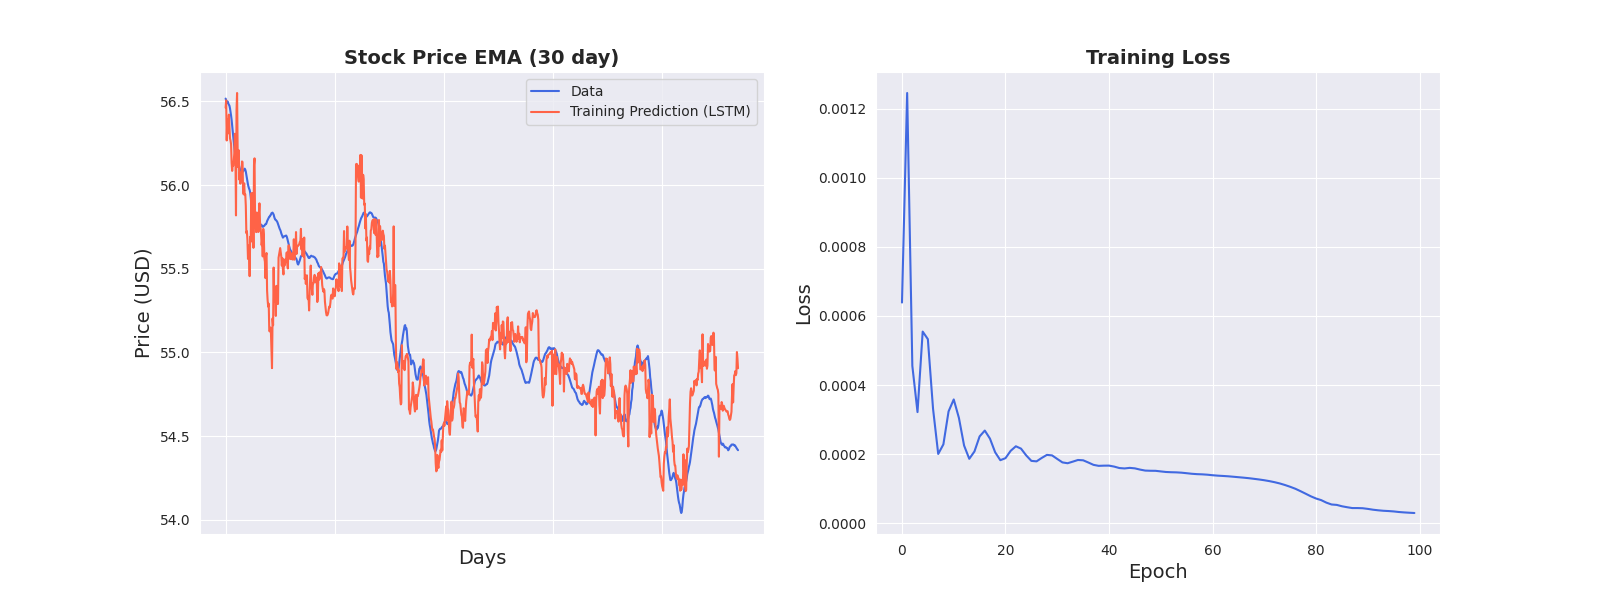 Stock Price EMA (30 day)
Data
Training Prediction (LSTM)
Price (USD)
56.5
56.0
55.5
55.0
54.5
54.0
Days
Training Loss
Loss
0.0012
0.0010
0.0008
0.0006
0.0004
0.0002
0.0000
0 20 40 60 80 100
Epoch